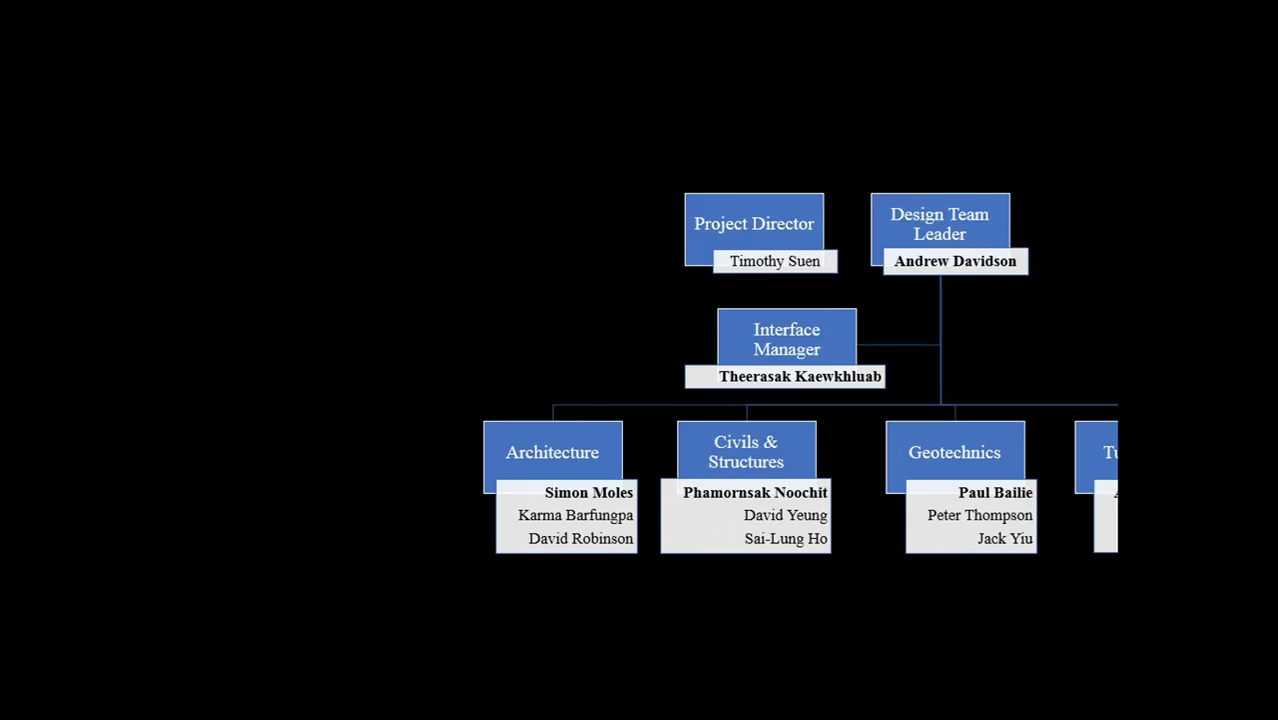 Project Director
Timothy Suen
Design Team
Leader
Andrew Davidson
Interface
Manager
Theerasak Kaewkhluab
Architecture
Simon Moles
Karma Barfungpa
David Robinson
Civils &
Structures
Phamornsak Noochit
David Yeung
Sai-Lung Ho
Geotechnics
Paul Bailie
Peter Thompson
Jack Yiu